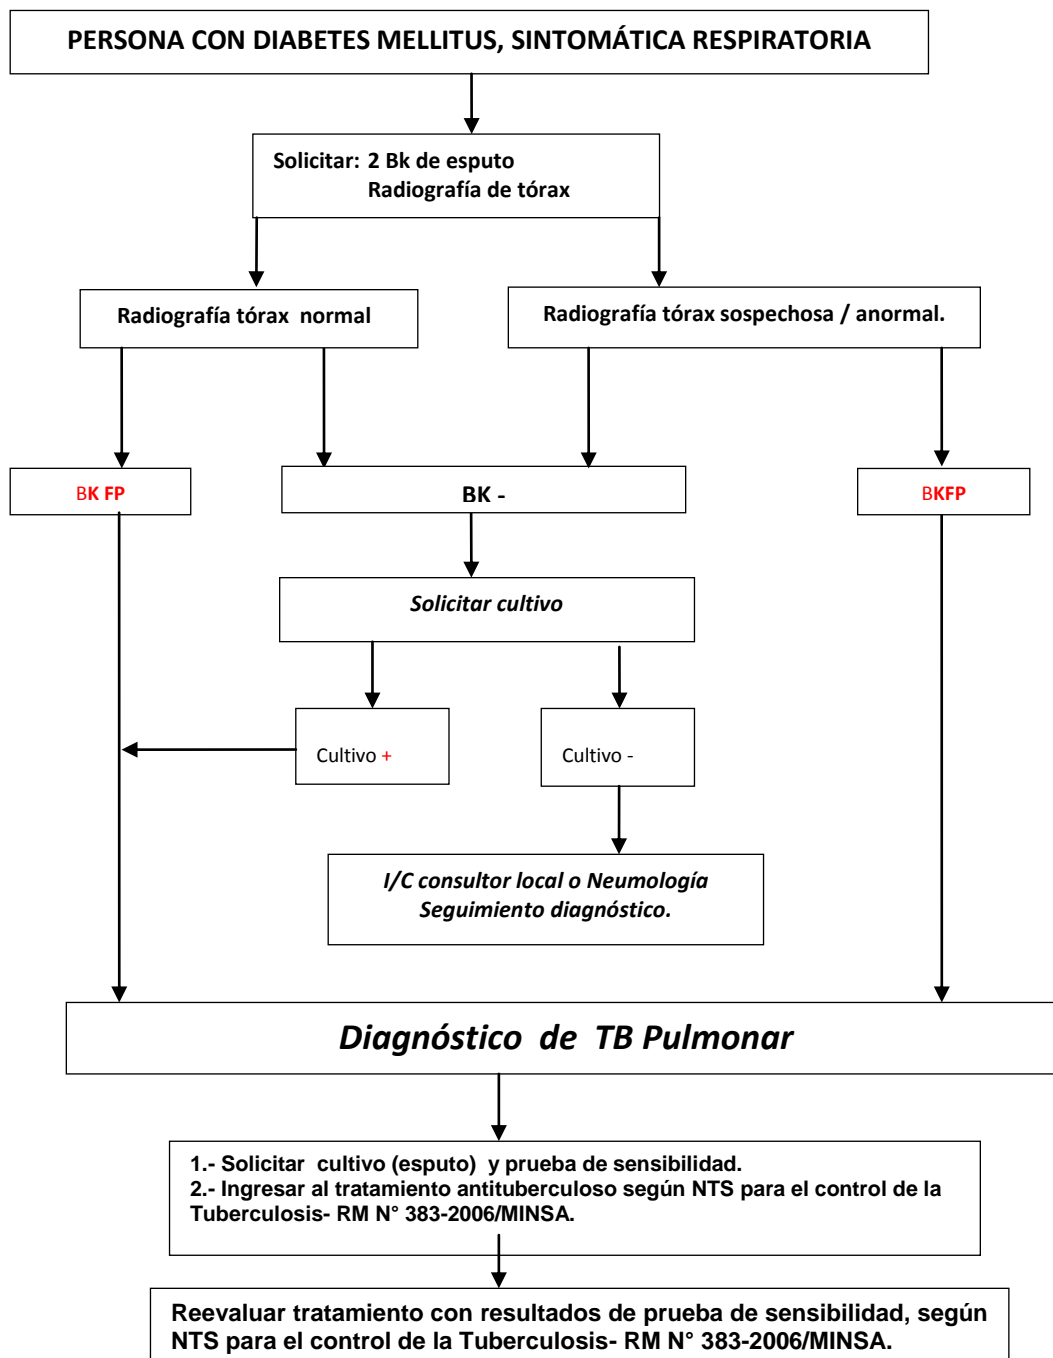 PERSONA CON DIABETES MELLITUS, SINTOMÁTICA RESPIRATORIA
Solicitar: 2 Bk de esputo
Radiografía de tórax
Radiografía tórax normal
Radiografía tórax sospechosa / anormal.
BK FP
BK -
BKFP
Solicitar cultivo
Cultivo +
Cultivo -
I/C consultor local o Neumología
Seguimiento diagnóstico.
Diagnóstico de TB Pulmonar
1.- Solicitar cultivo (esputo) y prueba de sensibilidad.
2.- Ingresar al tratamiento antituberculoso según NTS para el control de la
Tuberculosis- RM N° 383-2006/MINSA.
Reevaluar tratamiento con resultados de prueba de sensibilidad, según
NTS para el control de la Tuberculosis- RM N° 383-2006/MINSA.